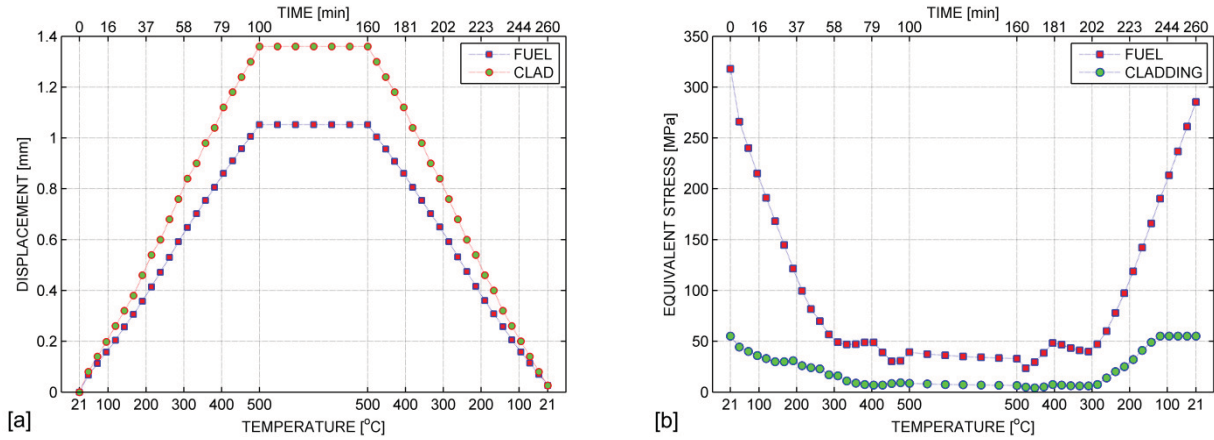 TIME [min]
0 16 37 58 79 100 160 181 202 223 244 260
1.4
1.2
1
0.8
0.6
0.4
0.2
0
DISPLACEMENT [mm]
FUEL
CLAD
21 100 200 300 400 500 500 400 300 200 100 21
TEMPERATURE [°C]
[a]
TIME [min]
0 16 37 58 79 100 160 181 202 223 244 260
350
300
250
200
150
100
50
0
EQUIVALENT STRESS [MPa]
FUEL
CLADDING
21 100 200 300 400 500 500 400 300 200 100 21
TEMPERATURE [°C]
[b]